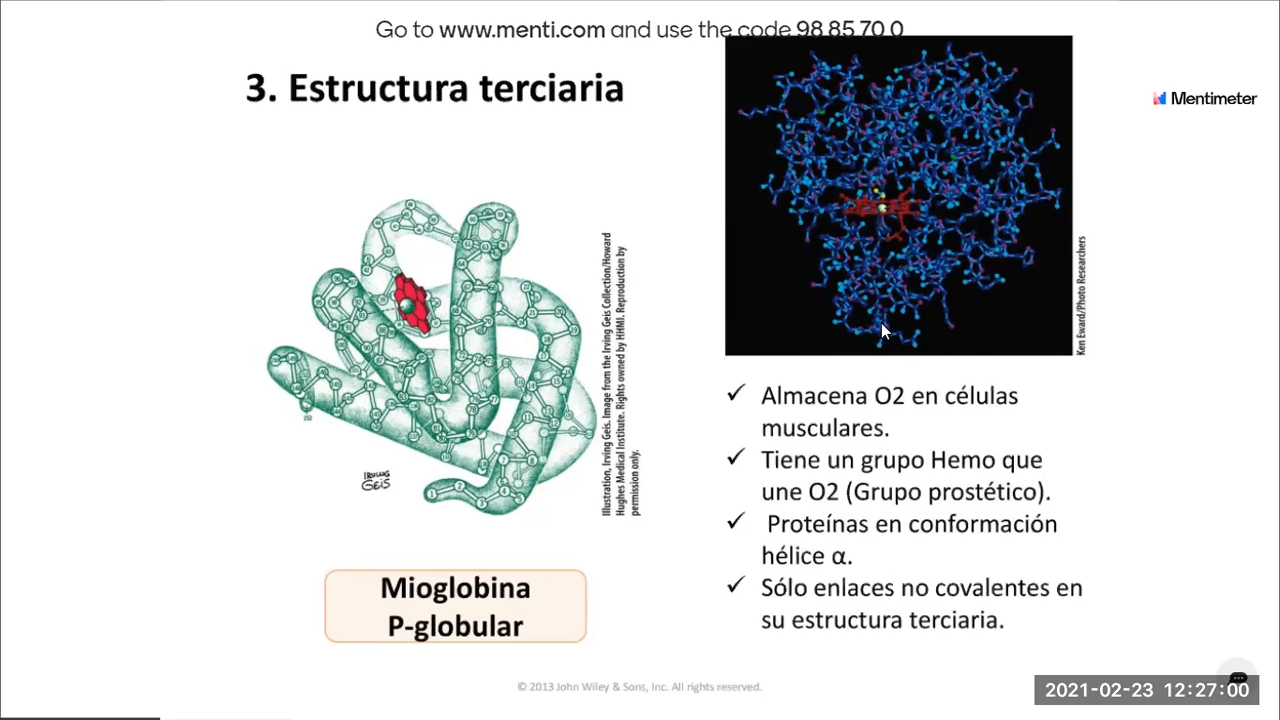 Go to www.menti.com and use the code 98 85 70 0
3. Estructura terciaria
Mentimeter
Illustration, Irving Geis. Image from the Irving Geis Collection/Howard
Hughes Medical Institute. Rights owned by HHMI. Reproduction by
permission only.
Ken Eward/Photo Researchers
IRVING
GEIS
Mioglobina
P-globular
✓ Almacena O2 en células
musculares.
✓ Tiene un grupo Hemo que
une O2 (Grupo prostético).
✓ Proteínas en conformación
hélice α.
✓ Sólo enlaces no covalentes en
su estructura terciaria.
© 2013 John Wiley & Sons, Inc. All rights reserved.
2021-02-23 12:27:00